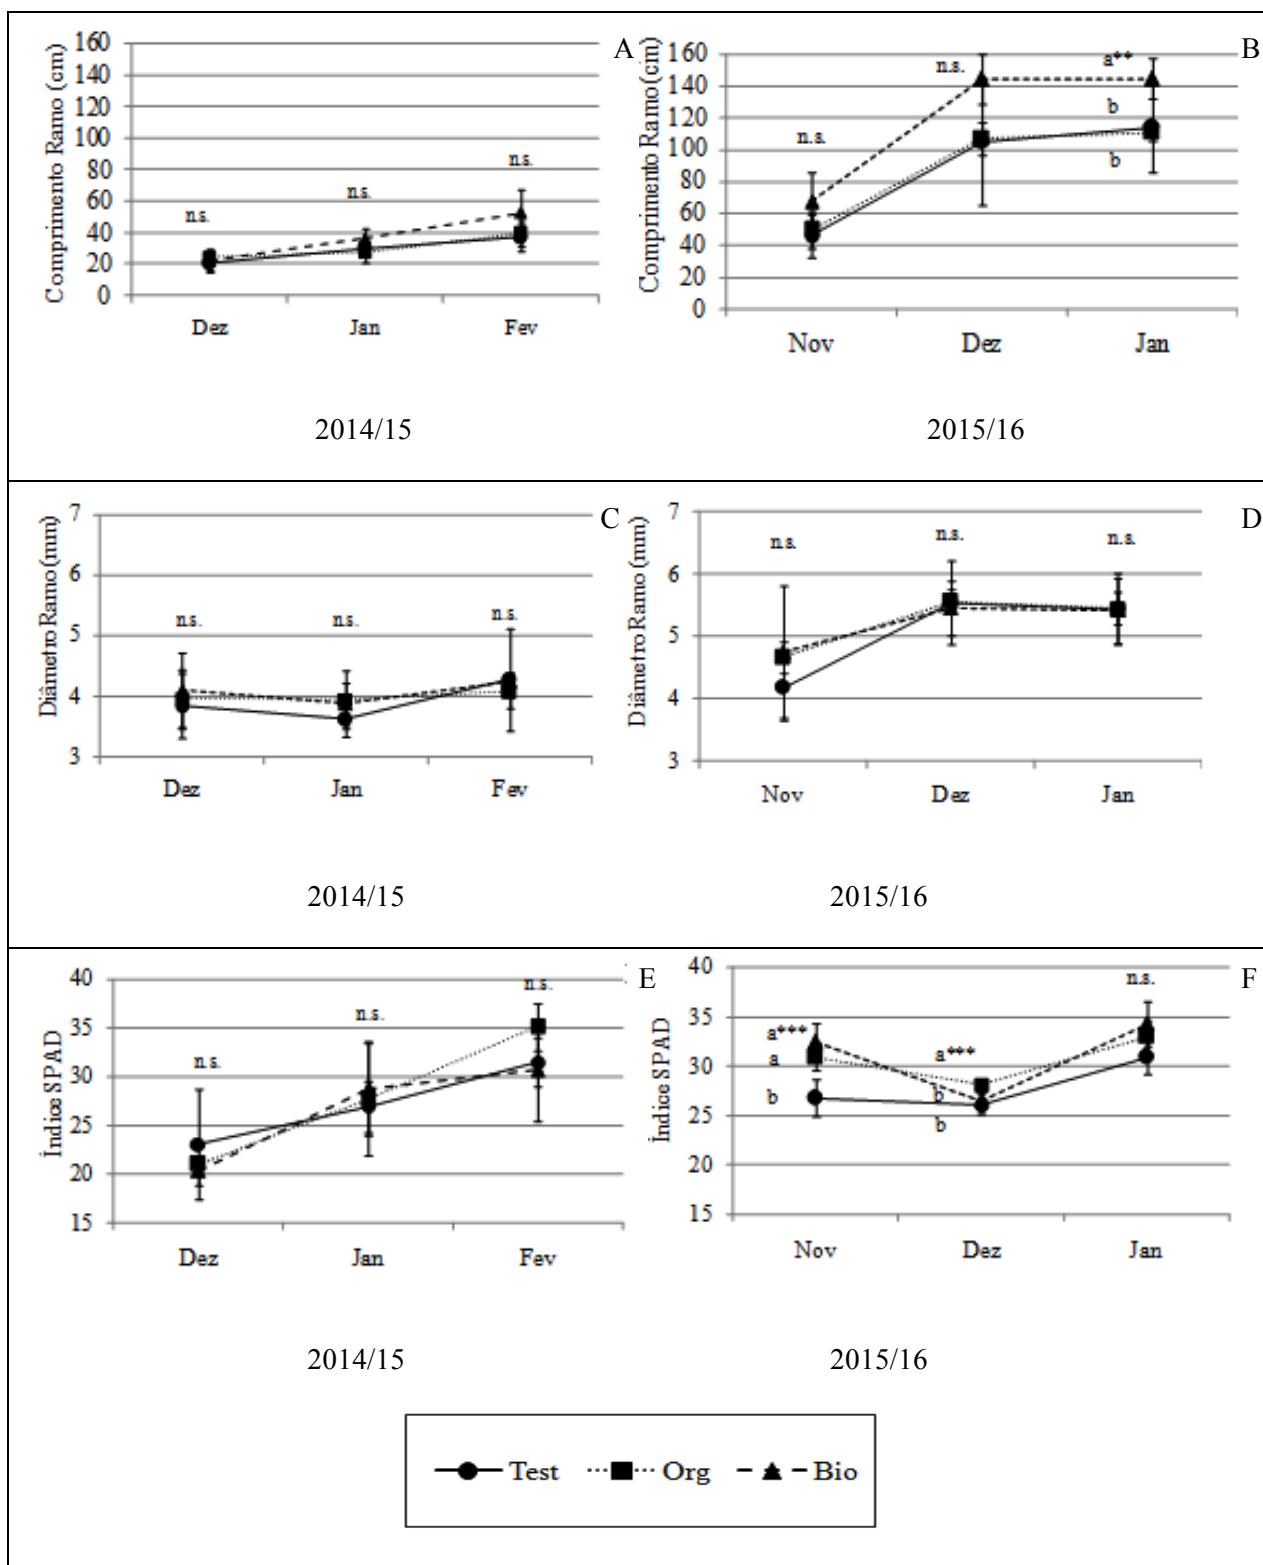 A
Comprimento Ramo (cm)
160
140
120
100
80
60
40
20
0
n.s.
n.s.
n.s.
Dez Jan Fev
2014/15
B
Comprimento Ramo (cm)
160
140
120
100
80
60
40
20
0
n.s.
n.s.
a**
b
b
Nov Dez Jan
2015/16
C
Diâmetro Ramo (mm)
7
6
5
4
3
n.s.
n.s.
n.s.
Dez Jan Fev
2014/15
D
Diâmetro Ramo (mm)
7
6
5
4
3
n.s.
n.s.
n.s.
Nov Dez Jan
2015/16
E
Índice SPAD
40
35
30
25
20
15
n.s.
n.s.
n.s.
Dez Jan Fev
2014/15
F
Índice SPAD
40
35
30
25
20
15
a***
a
b
a***
b
b
n.s.
Nov Dez Jan
2015/16
Test Org Bio